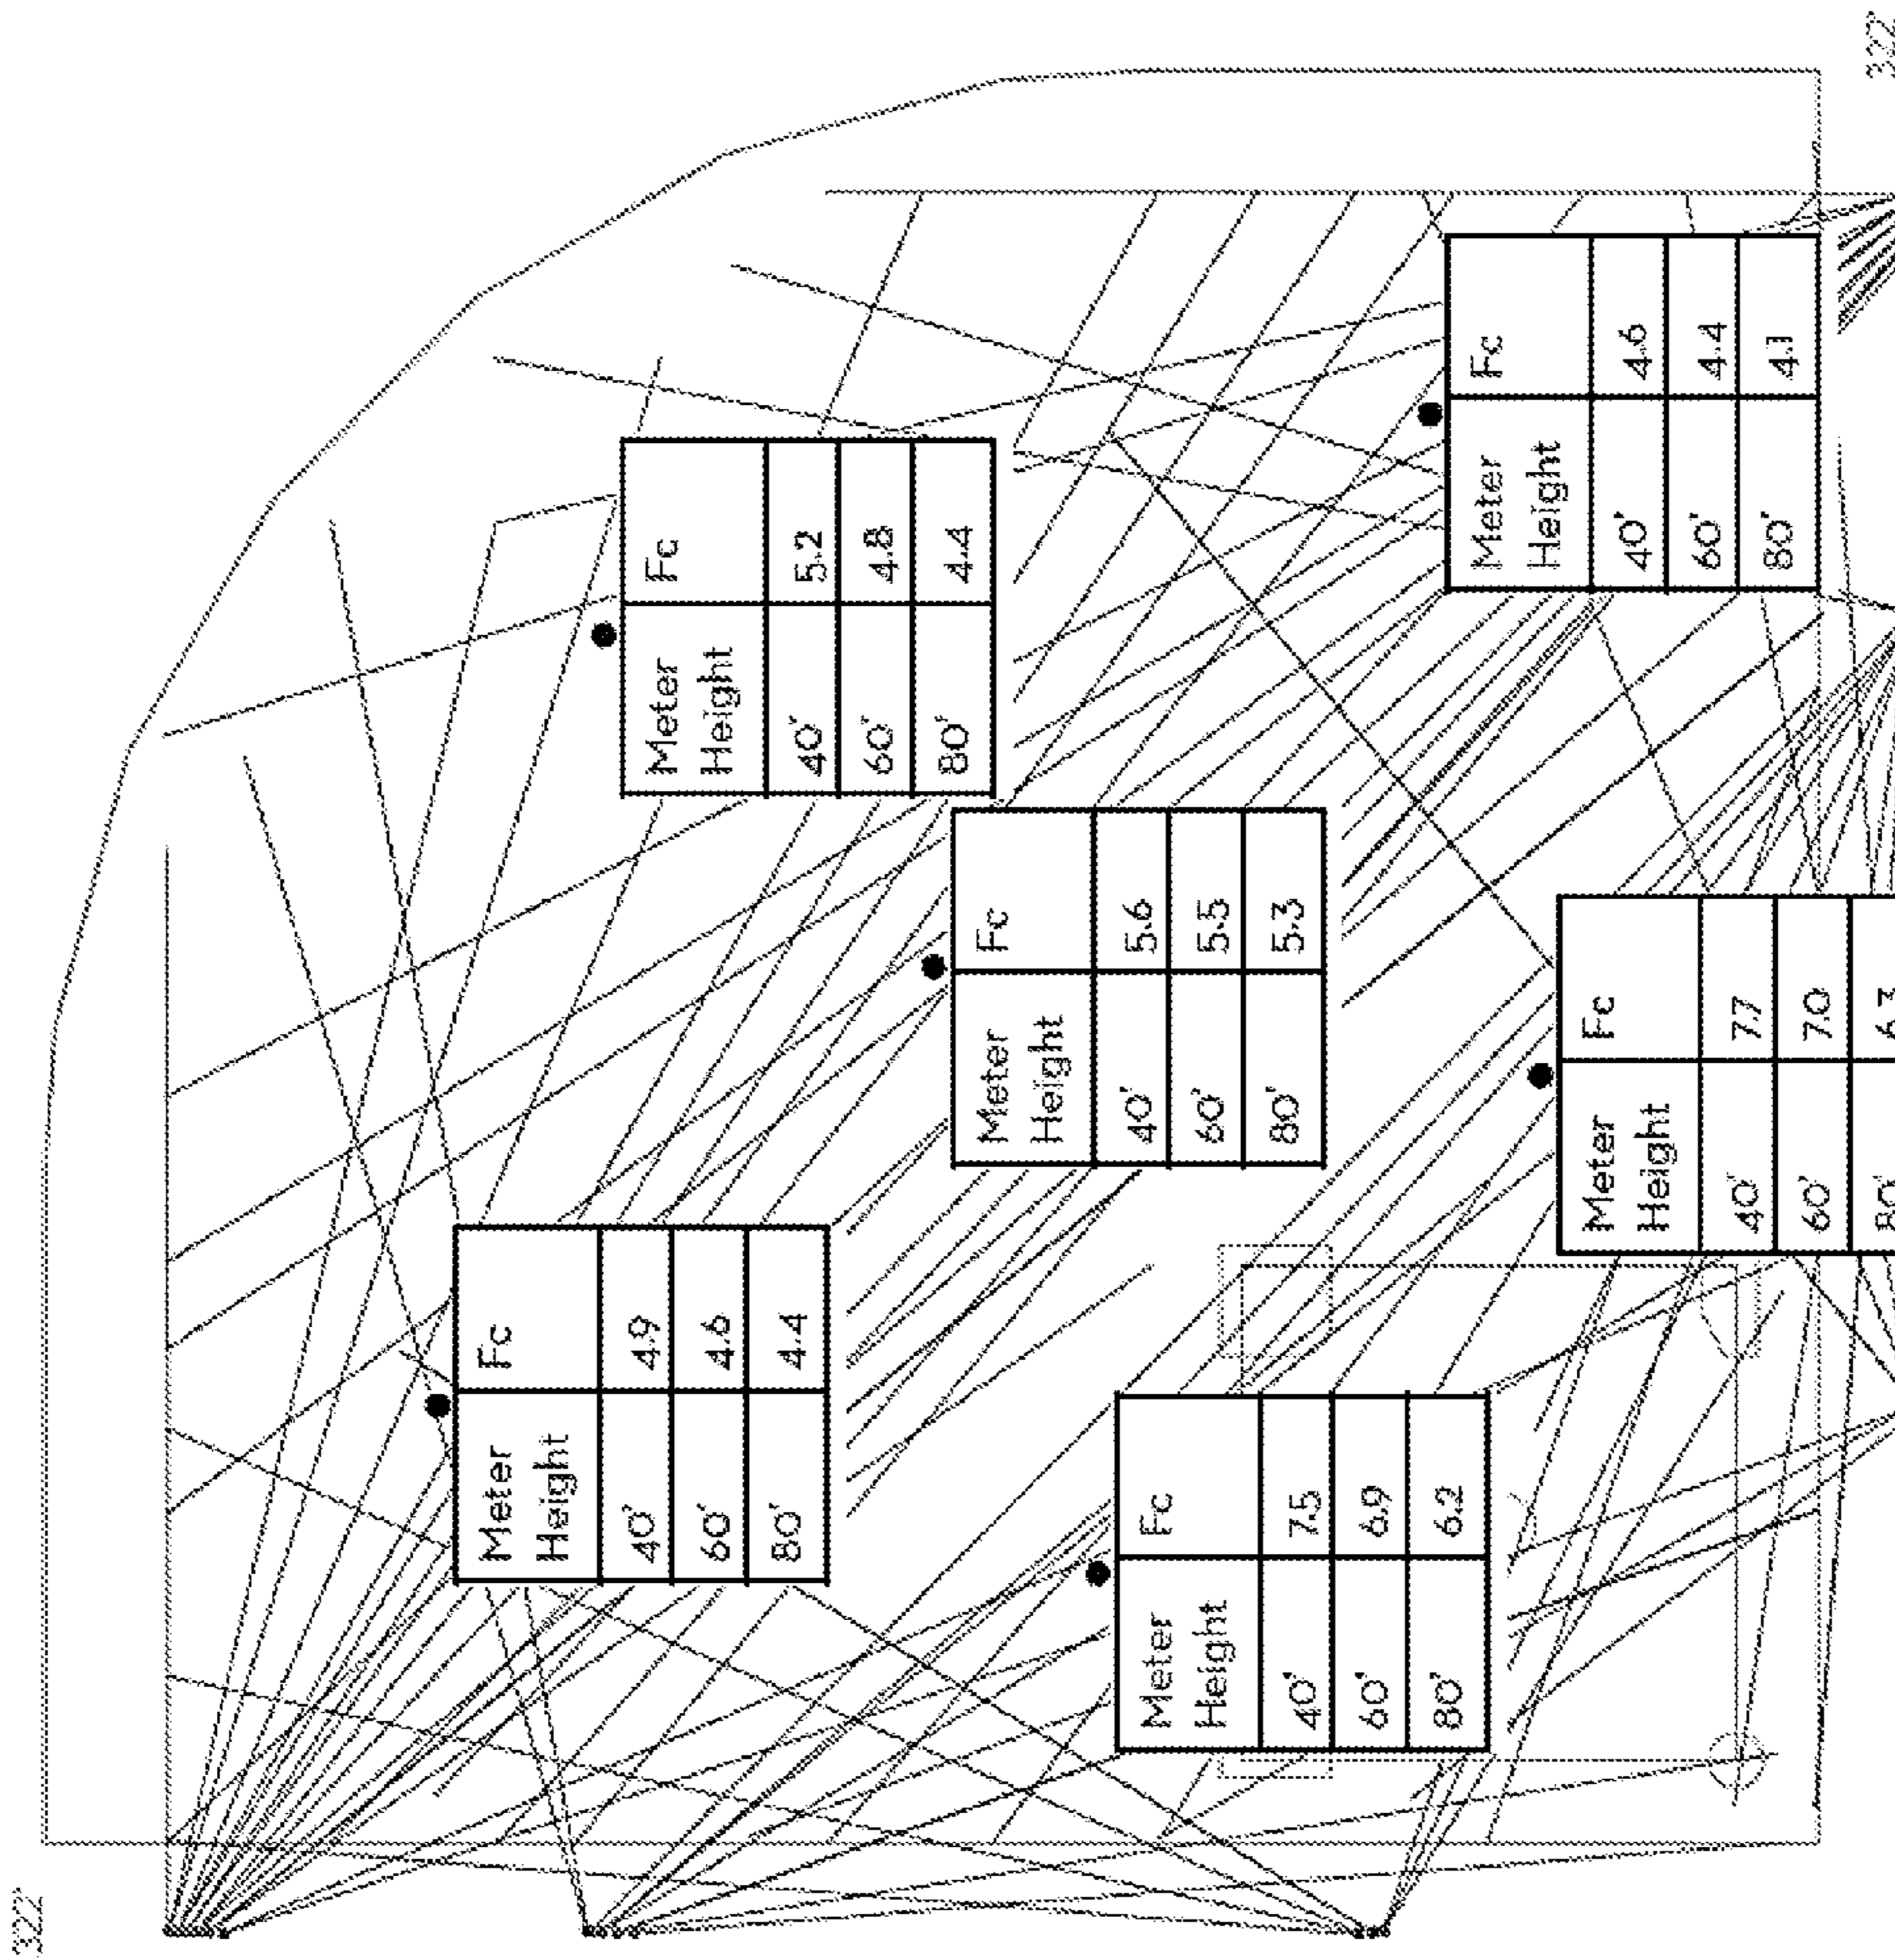 322
Meter Fc
Height
40' 4.9
60' 4.6
80' 4.4
Meter Fc
Height
40' 5.2
60' 4.8
80' 4.4
Meter Fc
Height
40' 5.6
60' 5.5
80' 5.3
Meter Fc
Height
40' 7.5
60' 6.9
80' 6.2
Meter Fc
Height
40' 4.6
60' 4.4
80' 4.1
Meter Fc
Height
40' 7.7
60' 7.0
80' 6.3
322